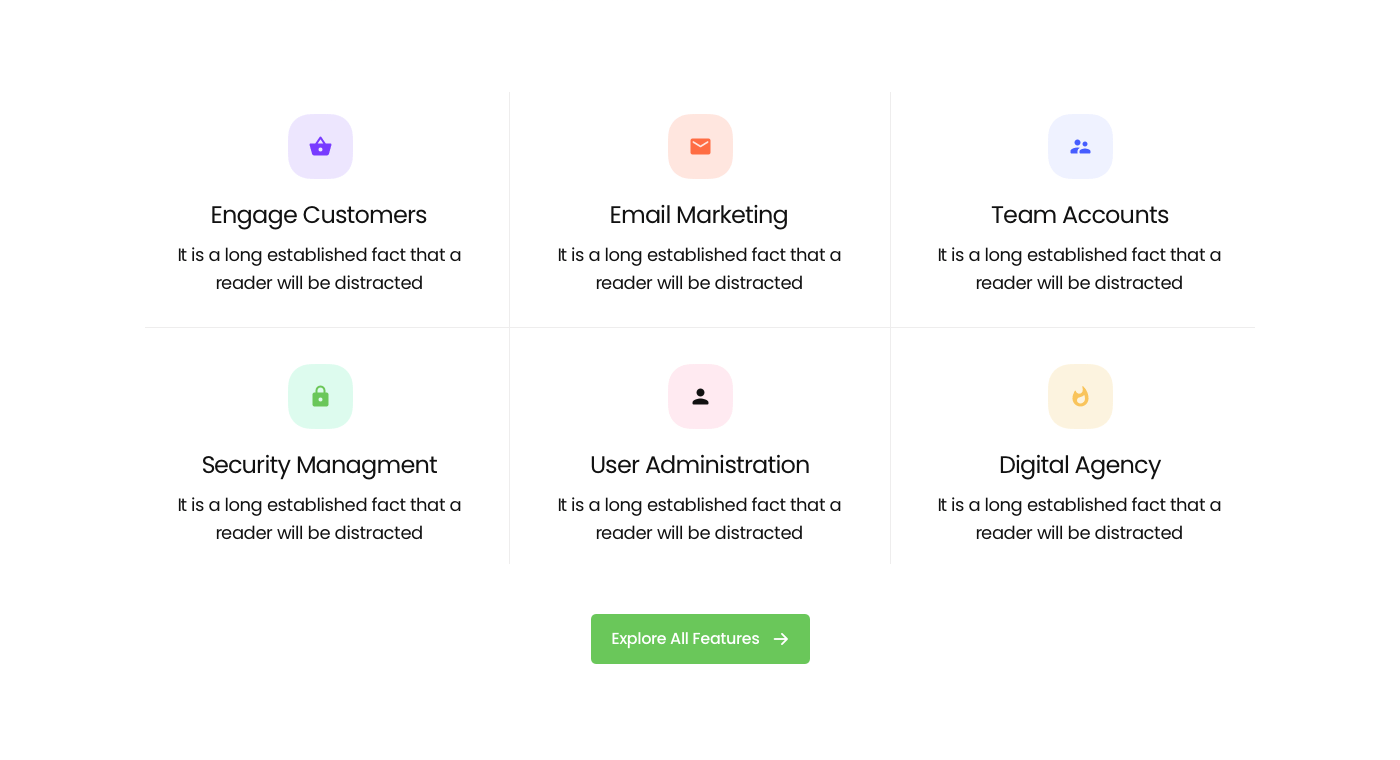 Engage Customers
It is a long established fact that a
reader will be distracted
Email Marketing
It is a long established fact that a
reader will be distracted
Team Accounts
It is a long established fact that a
reader will be distracted
Security Managment
It is a long established fact that a
reader will be distracted
User Administration
It is a long established fact that a
reader will be distracted
Digital Agency
It is a long established fact that a
reader will be distracted
Explore All Features